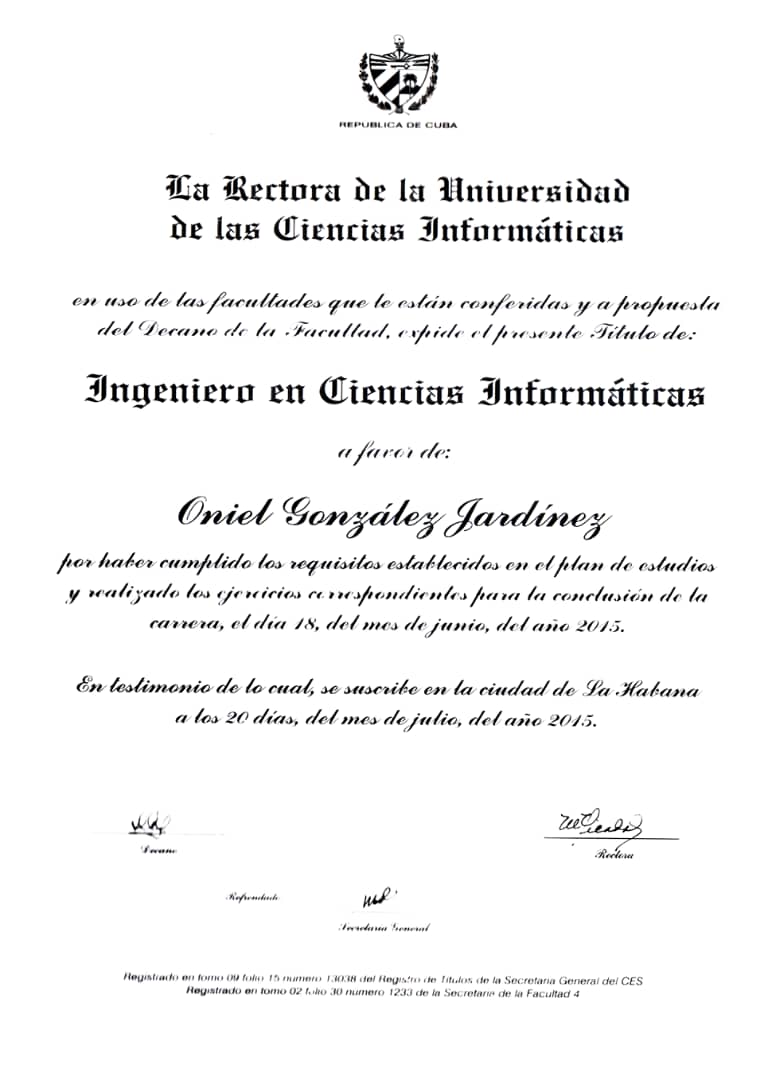 REPUBLICA DE CUBA
La Rectora de la Universidad
de las Ciencias Informáticas
en uso de las facultades que le están conferidas y a propuesta
del Decano de la Facultad, expide el presente Título de:
Ingeniero en Ciencias Informáticas
a favor de:
Oniel González Jardínez
por haber cumplido los requisitos establecidos en el plan de estudios
y realizado los ejercicios correspondientes para la conclusión de la
carrera, el día 18, del mes de junio, del año 2015.
En testimonio de lo cual, se suscribe en la ciudad de La Habana
a los 20 días, del mes de julio, del año 2015.
Decano
Rectora
Refrendado
Secretaria General
Registrado en tomo 09 folio 15 numero 13038 del Registro de Títulos de la Secretaria General del CES
Registrado en tomo 02 folio 30 numero 1233 de la Secretaria de la Facultad 4